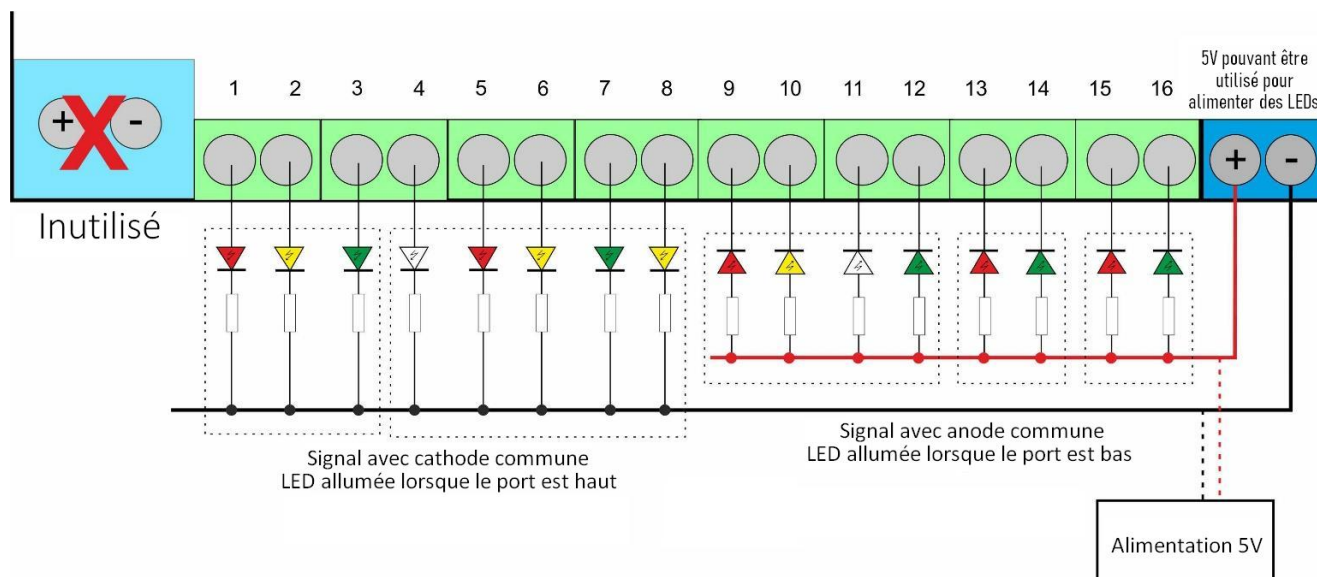 5V pouvant être
utilisé pour
alimenter des LEDs
1 2 3 4 5 6 7 8 9 10 11 12 13 14 15 16
+ X - + -
Inutilisé
Signal avec cathode commune
LED allumée lorsque le port est haut
Signal avec anode commune
LED allumée lorsque le port est bas
Alimentation 5V